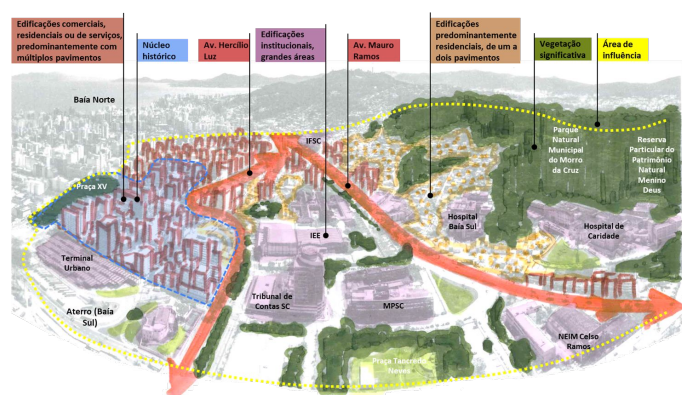 Edificações comerciais,
residenciais ou de serviços,
predominantemente com
múltiplos pavimentos
Núcleo
histórico
Av. Hercílio
Luz
Edificações
institucionais,
grandes áreas
Av. Mauro
Ramos
Edificações
predominantemente
residenciais, de um a
dois pavimentos
Vegetação
significativa
Área de
influência
Baía Norte
IFSC
Parque
Natural
Municipal
do Morro
da Cruz
Reserva
Particular do
Patrimônio
Natural
Menino
Deus
Praça XV
Hospital
Baía Sul
Hospital de
Caridade
IEE
Terminal
Urbano
Tribunal de
Contas SC
MPSC
Aterro (Baía
Sul)
NEIM Celso
Ramos
Praça Tancredo
Neves